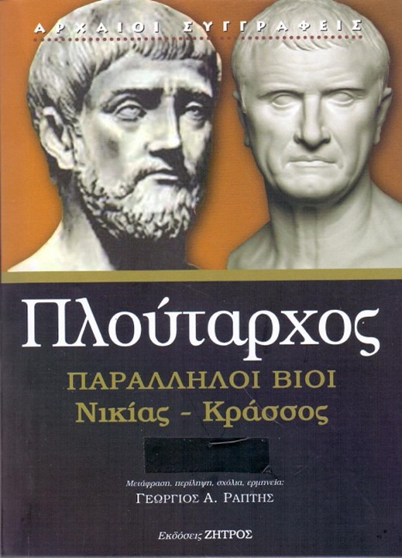 ΑΡΧΑΙΟΙ ΣΥΓΓΡΑΦΕΙΣ
Πλούταρχος
ΠΑΡΑΛΛΗΛΟΙ ΒΙΟΙ
Νικίας - Κράσσος
Μετάφραση, περίληψη, σχόλια, ερμηνεία:
ΓΕΩΡΓΙΟΣ Α. ΡΑΠΤΗΣ
Εκδόσεις ΖΗΤΡΟΣ